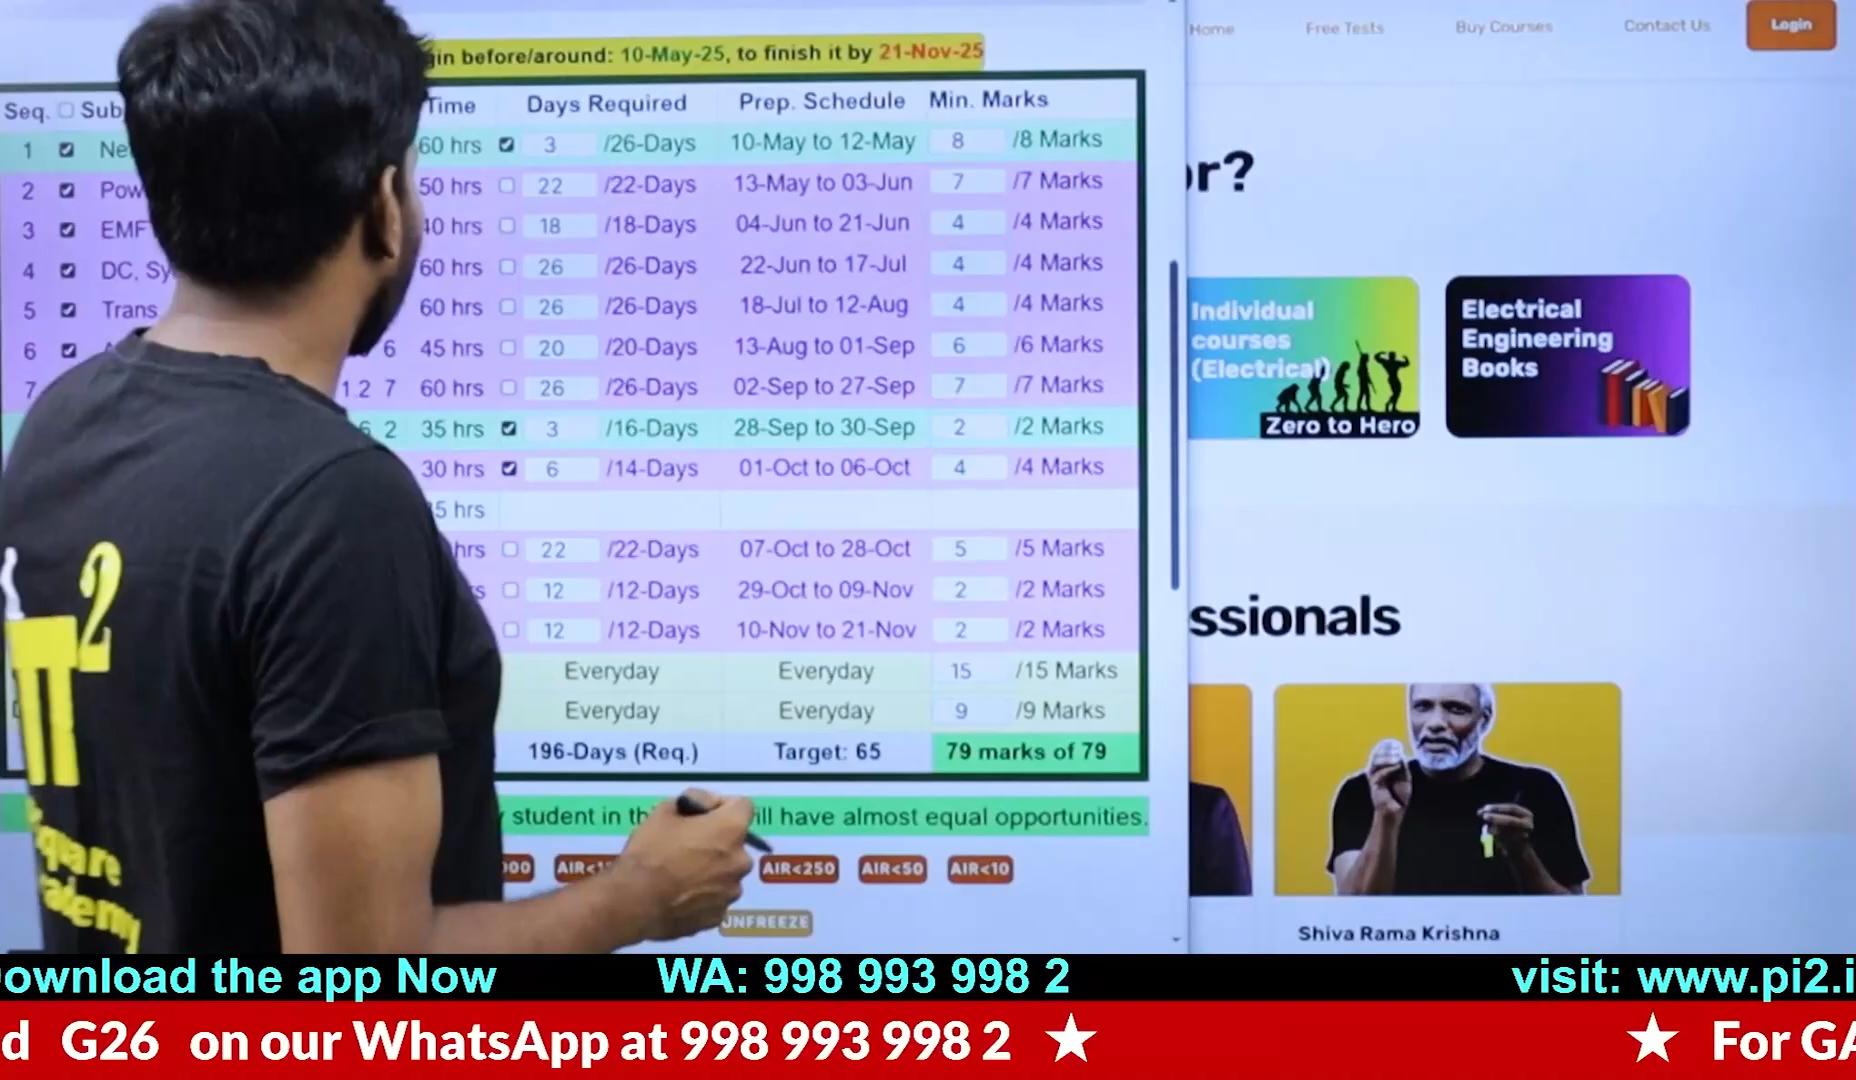 gin before/around: 10-May-25, to finish it by 21-Nov-25
Seq. Sub Time Days Required Prep. Schedule Min. Marks
1 Ne 60 hrs 3 /26-Days 10-May to 12-May 8 /8 Marks
2 Pow 50 hrs 22 /22-Days 13-May to 03-Jun 7 /7 Marks
3 EMF 40 hrs 18 /18-Days 04-Jun to 21-Jun 4 /4 Marks
4 DC, Sy 60 hrs 26 /26-Days 22-Jun to 17-Jul 4 /4 Marks
5 Trans 60 hrs 26 /26-Days 18-Jul to 12-Aug 4 /4 Marks
6 6 45 hrs 20 /20-Days 13-Aug to 01-Sep 6 /6 Marks
7 1.2 7 60 hrs 26 /26-Days 02-Sep to 27-Sep 7 /7 Marks
6 2 35 hrs 3 /16-Days 28-Sep to 30-Sep 2 /2 Marks
30 hrs 6 /14-Days 01-Oct to 06-Oct 4 /4 Marks
5 hrs
hrs 22 /22-Days 07-Oct to 28-Oct 5 /5 Marks
s 12 /12-Days 29-Oct to 09-Nov 2 /2 Marks
12 /12-Days 10-Nov to 21-Nov 2 /2 Marks
Everyday Everyday 15 /15 Marks
Everyday Everyday 9 /9 Marks
196-Days (Req.) Target: 65 79 marks of 79
student in th ill have almost equal opportunities.
00 AIR<1 AIR<250 AIR<50 AIR<10
UNFREEZE
Home Free Tests Buy Courses Contact Us Login
or?
Individual
courses
(Electrical)
Zero to Hero
Electrical
Engineering
Books
ssionals
Shiva Rama Krishna
π2
quare
ademy
ownload the app Now WA: 998 993 998 2 visit: www.pi2.i
d G26 on our WhatsApp at 998 993 998 2 ★ ★ For GA